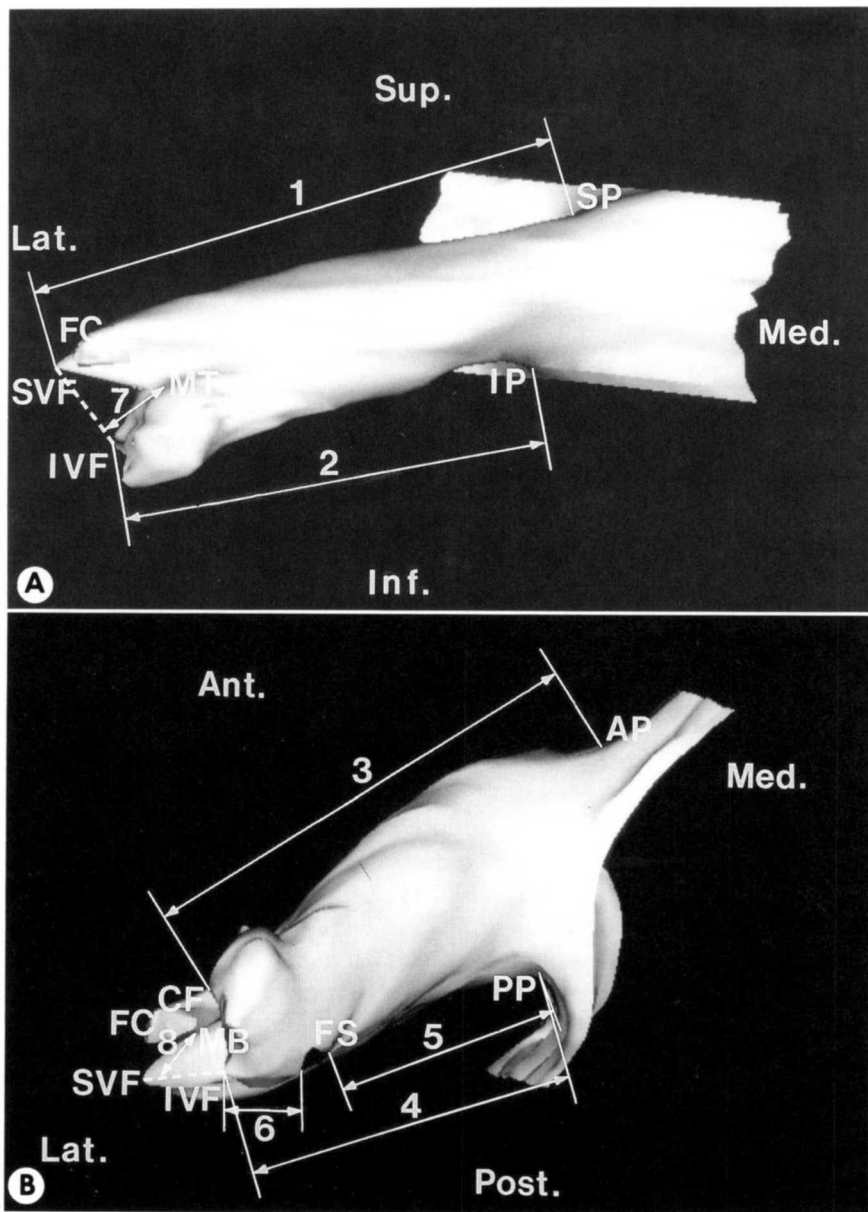 Sup.
1
SP
Lat.
FC
Med.
MT
IP
SVF
7
IVF
2
A
Inf.
Ant.
AP
3
Med.
PP
CF
FC
FS
5
8
MB
SVF
IVF
4
6
Lat.
B
Post.